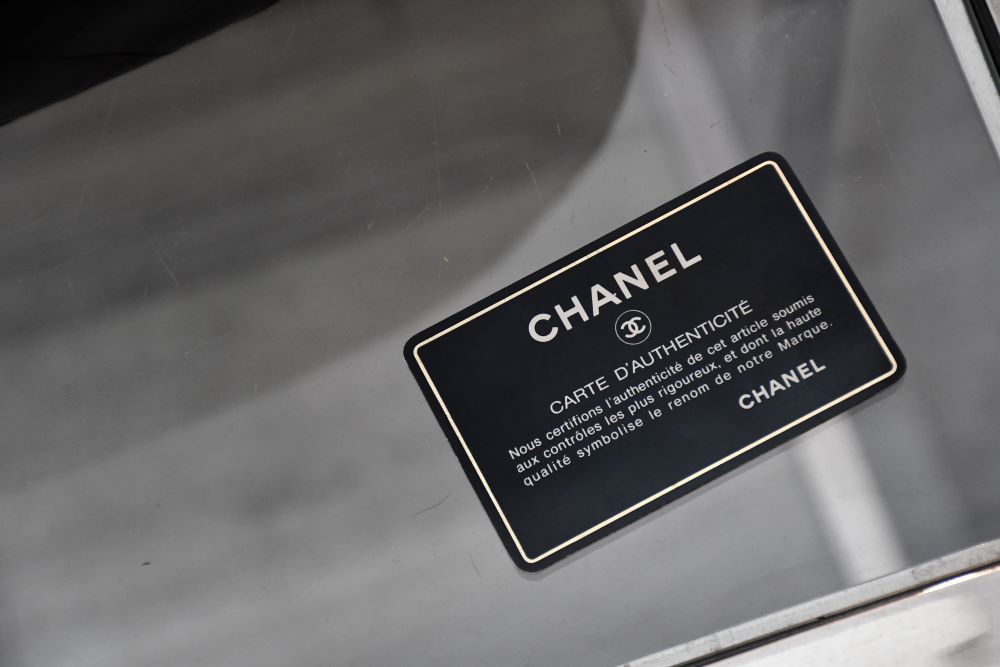 CHANEL
CARTE D'AUTHENTICITÉ
Nous certifions l'authenticité de cet article soumis
aux contrôles les plus rigoureux, et dont la haute
qualité symbolise le renom de notre Marque.
CHANEL